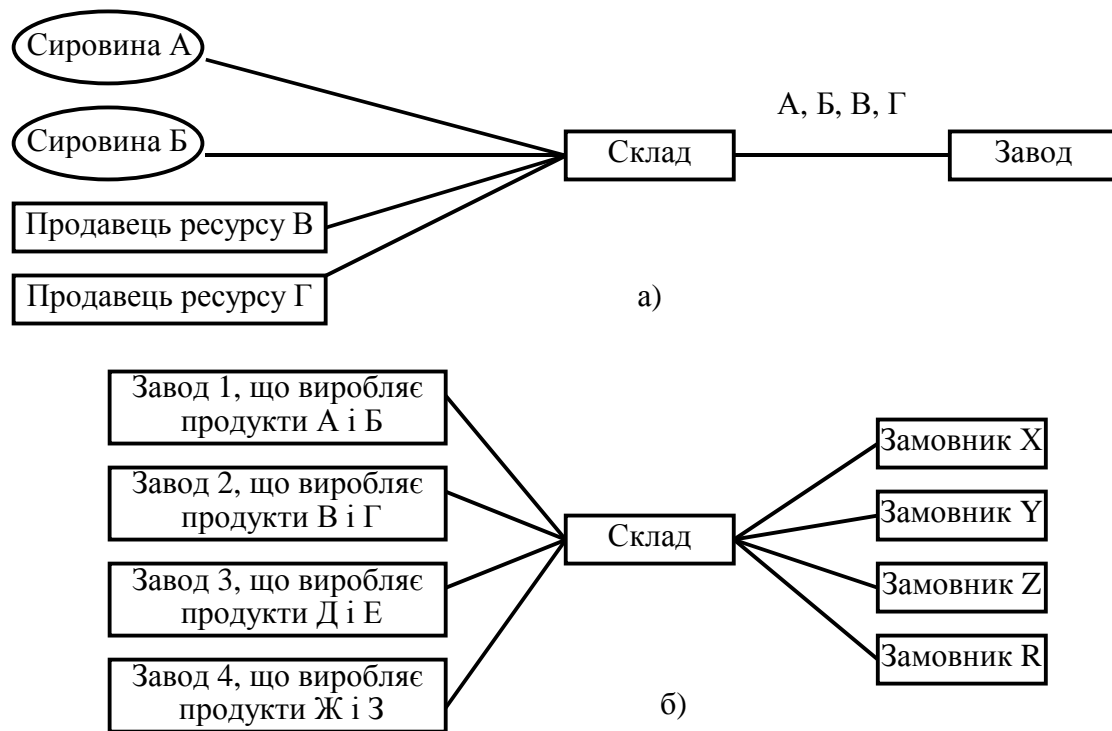 Сировина А
Сировина Б
Продавець ресурсу В
Продавець ресурсу Г
Склад
А, Б, В, Г
Завод
а)
Завод 1, що виробляє
продукти А і Б
Завод 2, що виробляє
продукти В і Г
Завод 3, що виробляє
продукти Д і Е
Завод 4, що виробляє
продукти Ж і З
Склад
Замовник X
Замовник Y
Замовник Z
Замовник R
б)